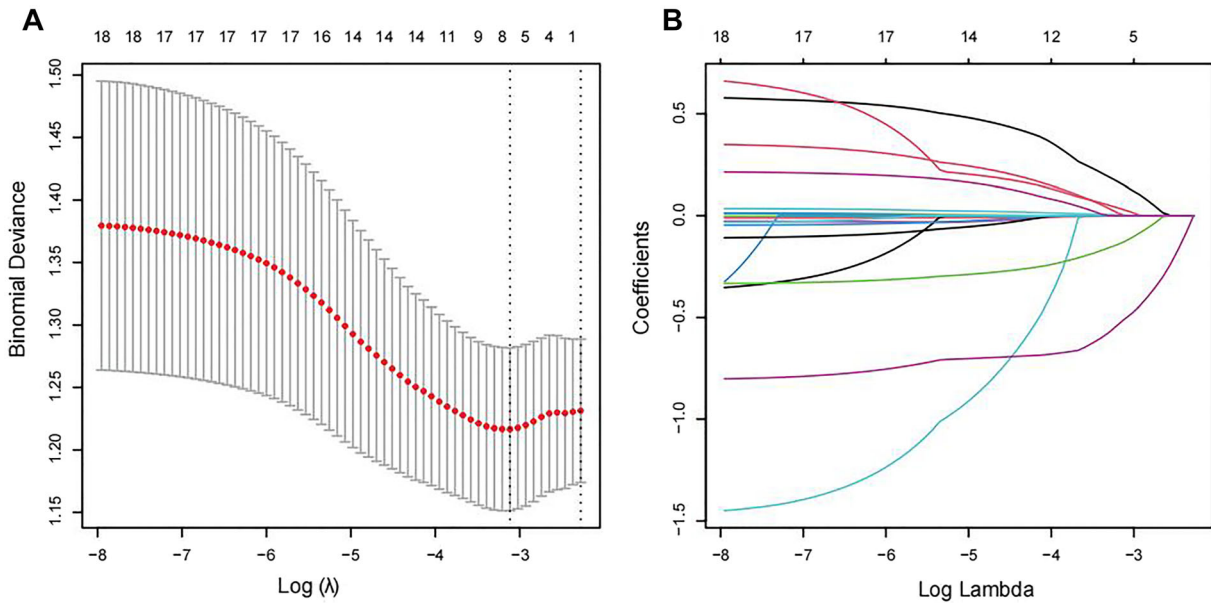 A
18 18 17 17 17 17 17 16 14 14 14 11 9 8 5 4 1
Binomial Deviance
1.50
1.45
1.40
1.35
1.30
1.25
1.20
1.15
−8 −7 −6 −5 −4 −3
Log (λ)
B
18 17 15 14 12 5
Coefficients
0.5
0.0
−0.5
−1.0
−1.5
−8 −7 −6 −5 −4 −3
Log Lambda